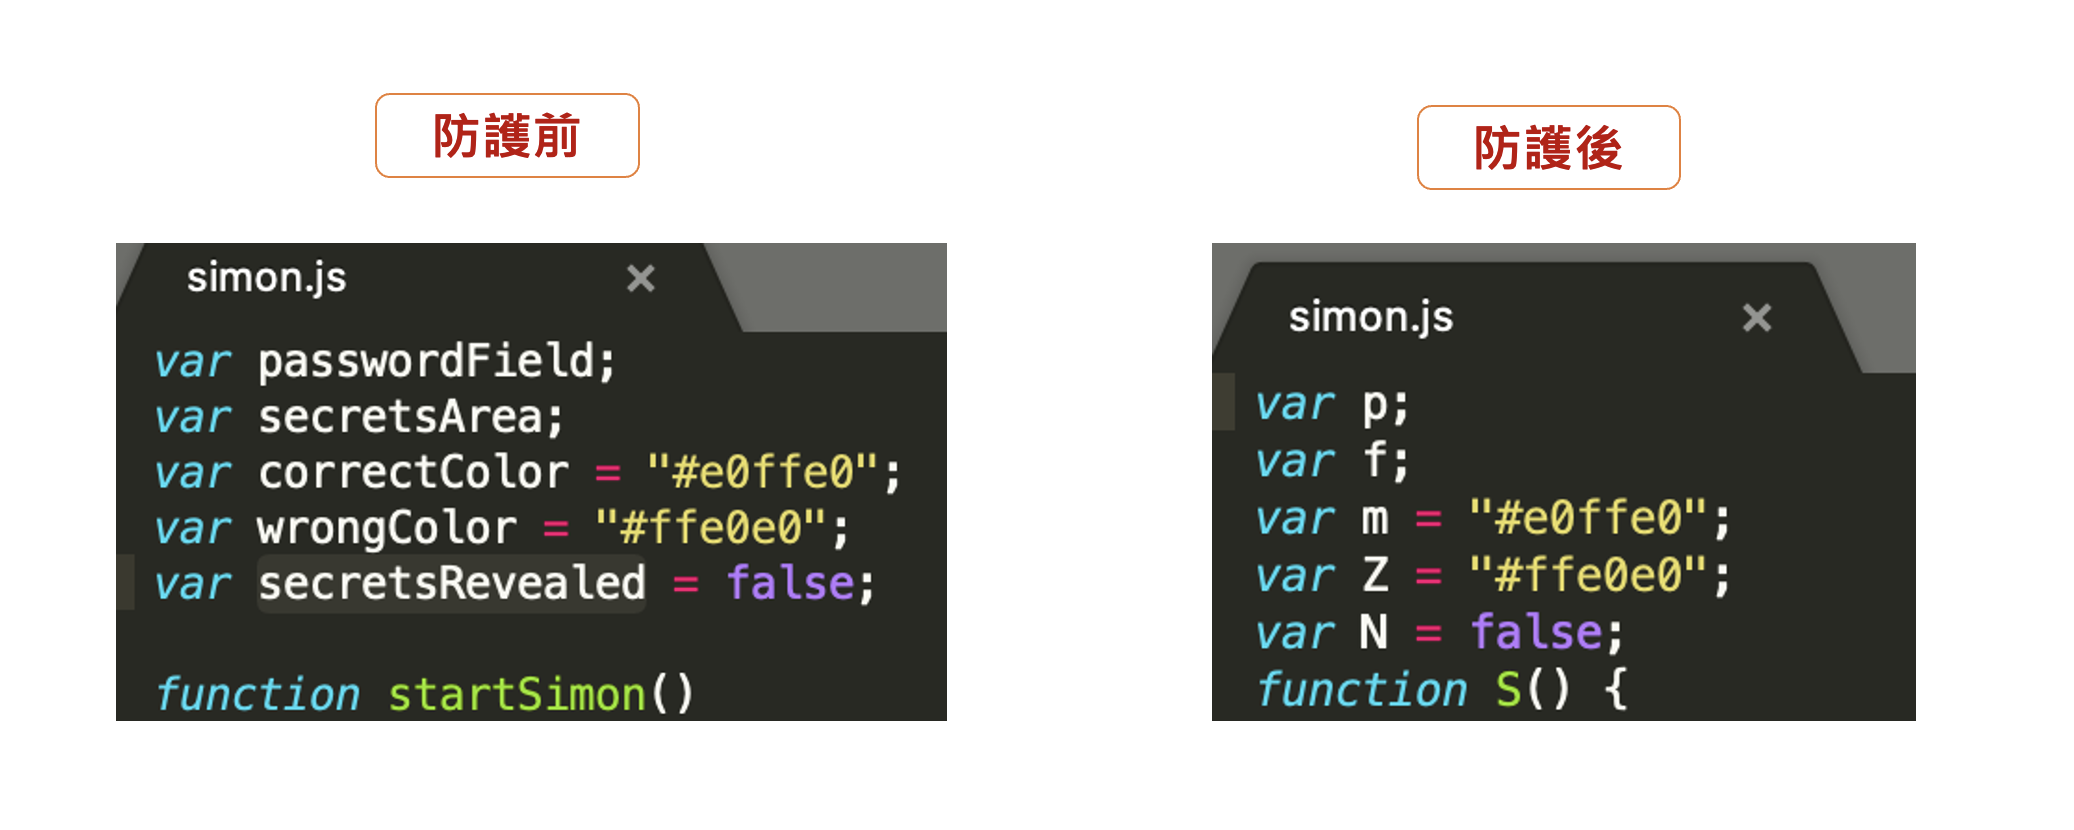 防護前
simon.js
var passwordField;
var secretsArea;
var correctColor = "#e0ffe0";
var wrongColor = "#ffe0e0";
var secretsRevealed = false;
function startSimon()
防護後
simon.js
var p;
var f;
var m = "#e0ffe0";
var Z = "#ffe0e0";
var N = false;
function S() {